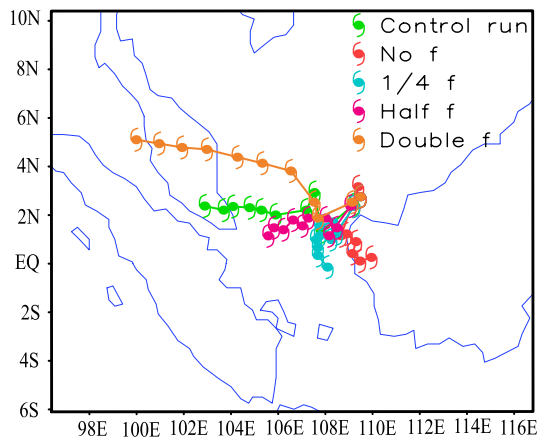 10N
Control run
No f
8N
1/4 f
Half f
6N
Double f
4N
2N
EQ
2S
4S
6S
98E 100E 102E 104E 106E 108E 110E 112E 114E 116E